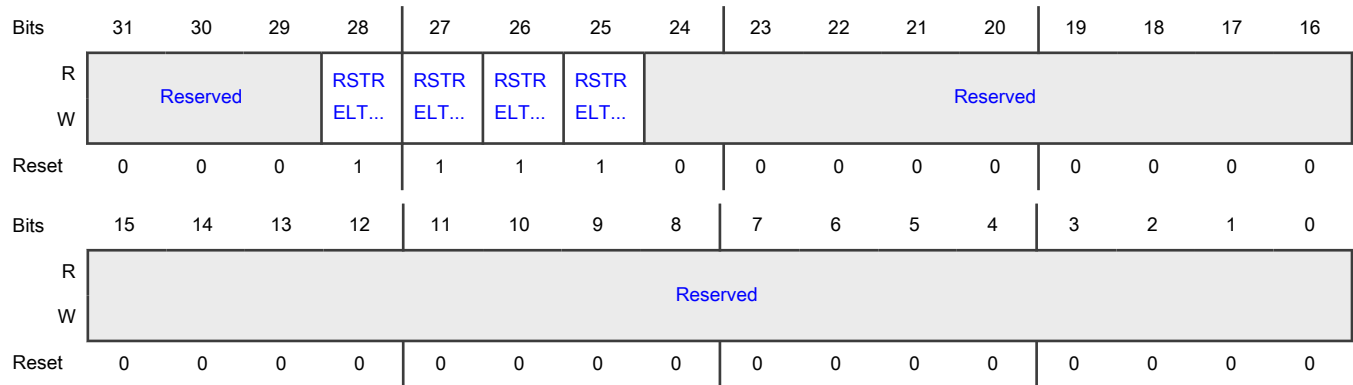 Bits 31 30 29 28 27 26 25 24 23 22 21 20 19 18 17 16
R
Reserved RSTR RSTR RSTR RSTR Reserved
ELT... ELT... ELT... ELT...
W
Reset 0 0 0 1 1 1 1 0 0 0 0 0 0 0 0 0
Bits 15 14 13 12 11 10 9 8 7 6 5 4 3 2 1 0
R
Reserved
W
Reset 0 0 0 0 0 0 0 0 0 0 0 0 0 0 0 0